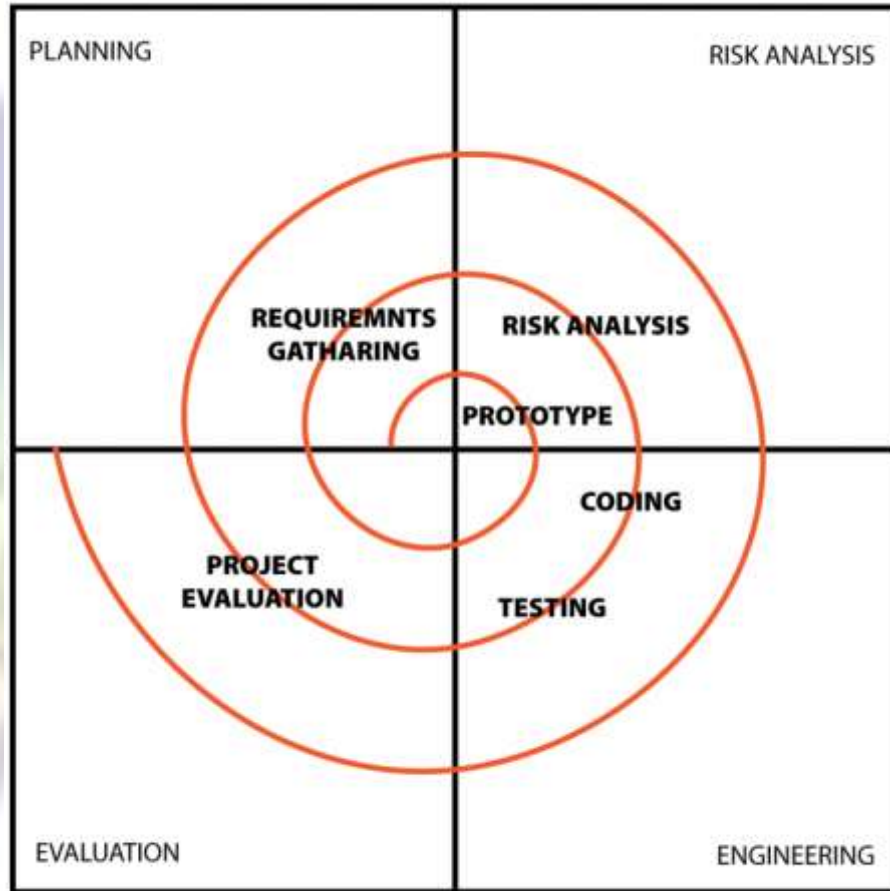 PLANNING
RISK ANALYSIS
REQUIREMNTS
GATHARING
RISK ANALYSIS
PROTOTYPE
CODING
PROJECT
EVALUATION
TESTING
EVALUATION
ENGINEERING